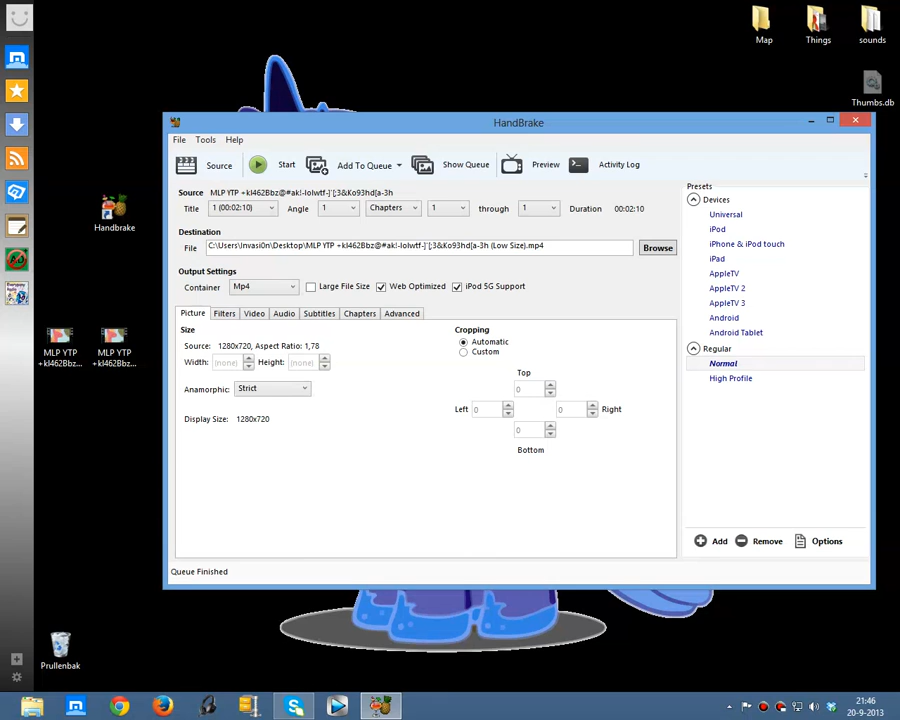 Map
Things
sounds
Thumbs.db
HandBrake
HandBrake
File Tools Help
Source Start Add To Queue Show Queue Preview Activity Log
Source MLP YTP +kl462Bbz@#ak!-lolwtf-]'[;3&Ko93hd[a-3h
Title 1 (00:02:10) Angle 1 Chapters 1 through 1 Duration 00:02:10
Destination
File C:\Users\Invasi0n\Desktop\MLP YTP +kl462Bbz@#ak!-lolwtf-]'[;3&Ko93hd[a-3h (Low Size).mp4 Browse
Output Settings
Container Mp4 Large File Size Web Optimized iPod 5G Support
Picture Filters Video Audio Subtitles Chapters Advanced
Size
Source: 1280x720, Aspect Ratio: 1,78
Width: (none) Height: (none)
Anamorphic: Strict
Display Size: 1280x720
Cropping
Automatic
Custom
Top
0
Left 0 0 Right
0
Bottom
Presets
Devices
Universal
iPod
iPhone & iPod touch
iPad
AppleTV
AppleTV 2
AppleTV 3
Android
Android Tablet
Regular
Normal
High Profile
Add Remove Options
Queue Finished
MLP YTP
+kl462Bbz...
MLP YTP
+kl462Bbz...
Prullenbak
21:46
20-9-2013